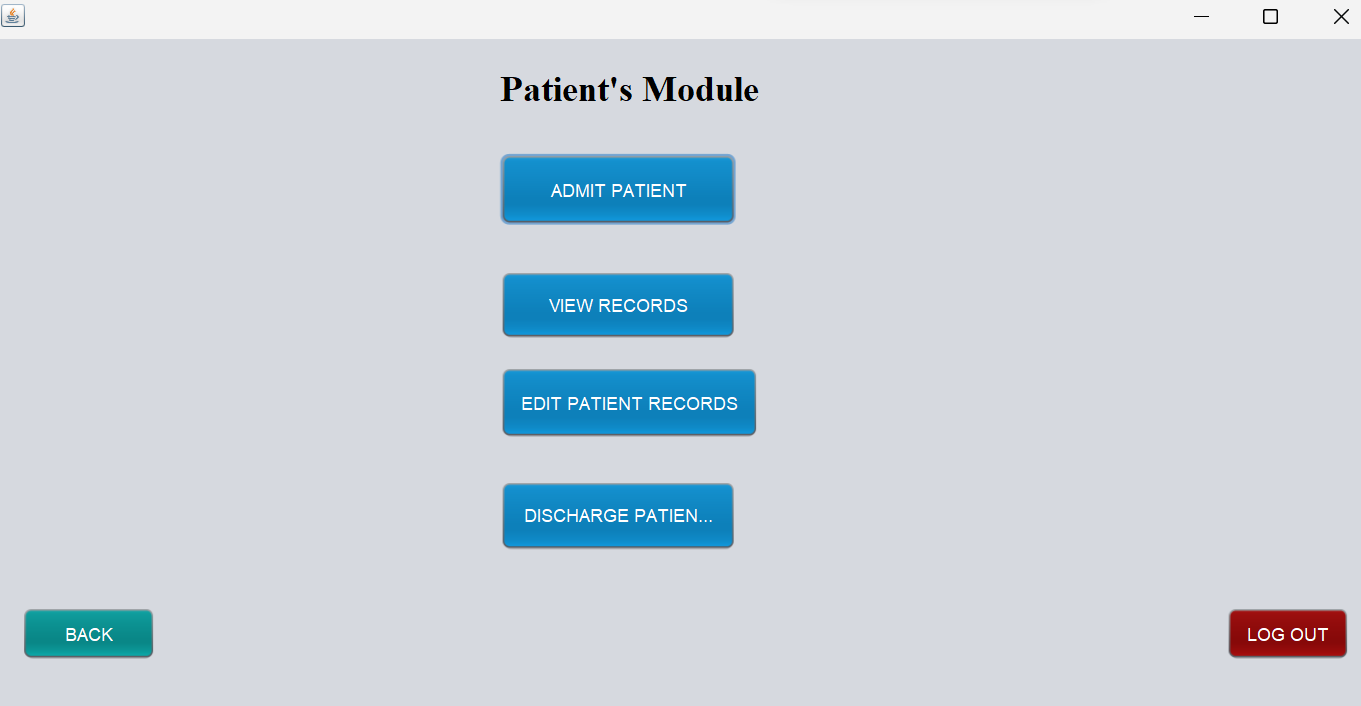 Patient's Module
ADMIT PATIENT
VIEW RECORDS
EDIT PATIENT RECORDS
DISCHARGE PATIEN...
BACK
LOG OUT